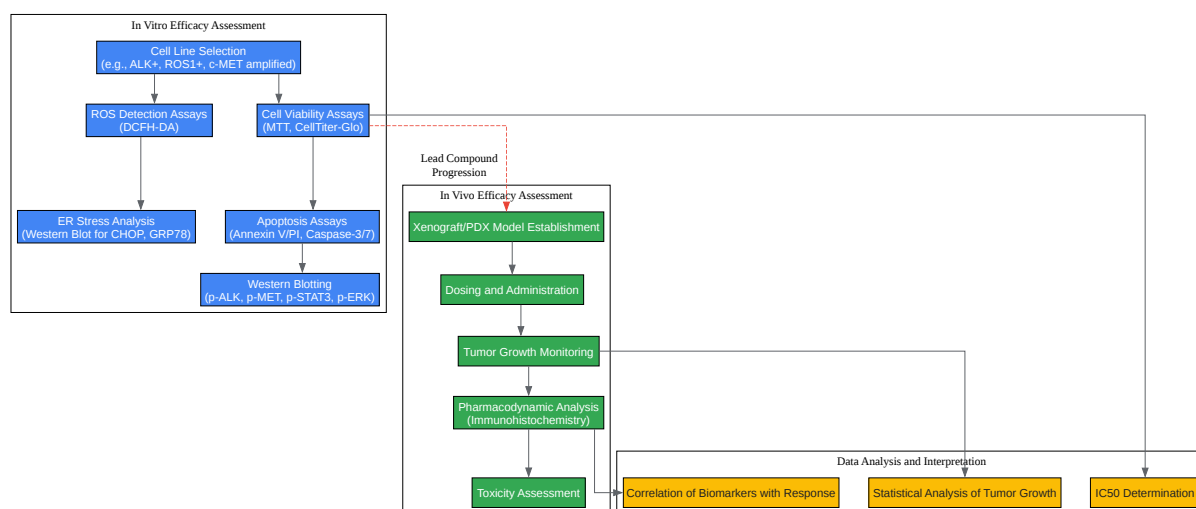 In Vitro Efficacy Assessment
Cell Line Selection
(e.g., ALK+, ROS1+, c-MET amplified)
ROS Detection Assays
(DCFH-DA)
Cell Viability Assays
(MTT, CellTiter-Glo)
ER Stress Analysis
(Western Blot for CHOP, GRP78)
Apoptosis Assays
(Annexin V/PI, Caspase-3/7)
Western Blotting
(p-ALK, p-MET, p-STAT3, p-ERK)
Lead Compound
Progression
In Vivo Efficacy Assessment
Xenograft/PDX Model Establishment
Dosing and Administration
Tumor Growth Monitoring
Pharmacodynamic Analysis
(Immunohistochemistry)
Toxicity Assessment
Data Analysis and Interpretation
Correlation of Biomarkers with Response
Statistical Analysis of Tumor Growth
IC50 Determination